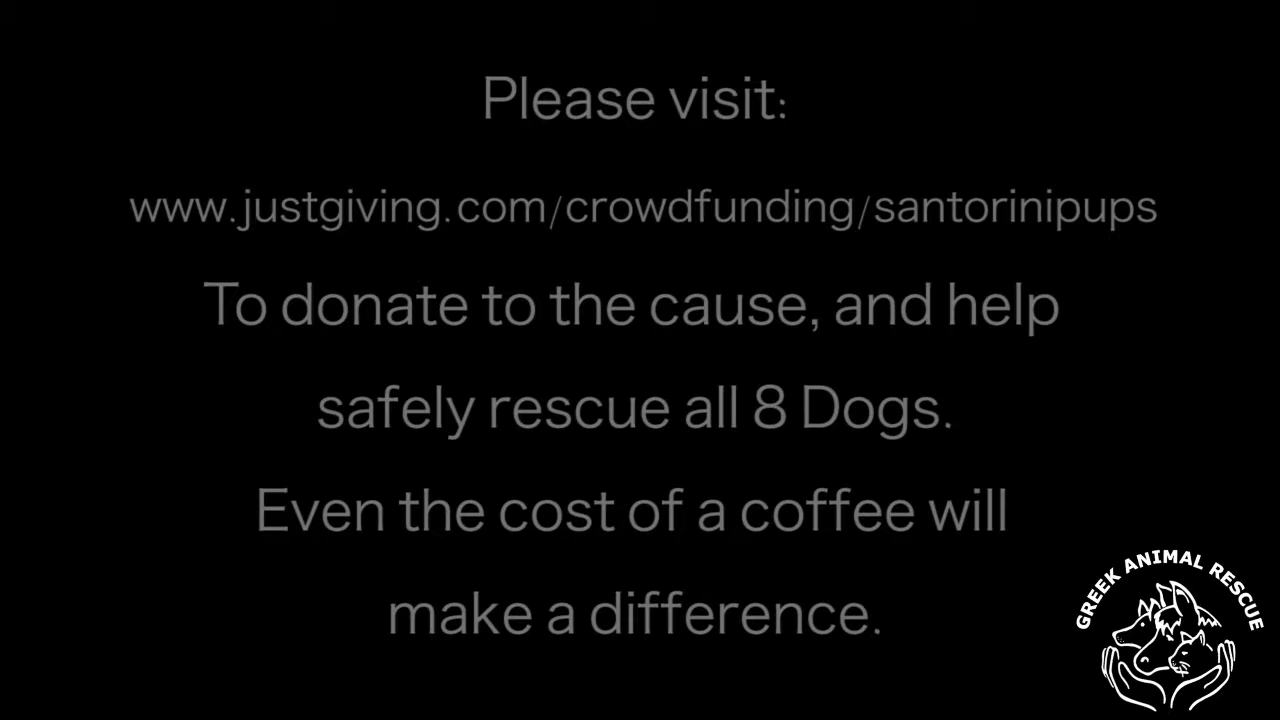 Please visit:
www.justgiving.com/crowdfunding/santorinipups
To donate to the cause, and help
safely rescue all 8 Dogs.
Even the cost of a coffee will
make a difference.
GREEK ANIMAL RESCUE